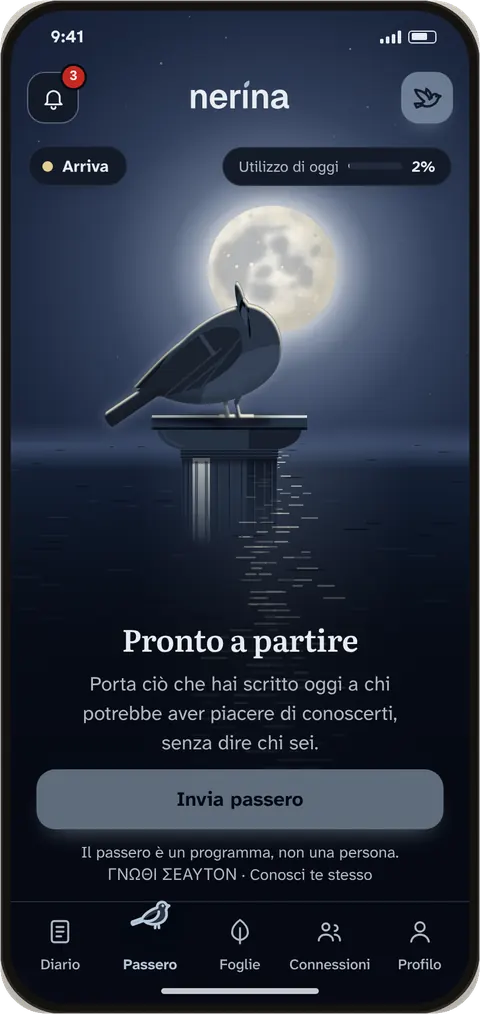 9:41
3
nerína
Arriva
Utilizzo di oggi 2%
Pronto a partire
Porta ciò che hai scritto oggi a chi
potrebbe aver piacere di conoscerti,
senza dire chi sei.
Invia passero
Il passero è un programma, non una persona.
ΓΝΩΘΙ ΣΕΑΥΤΟΝ · Conosci te stesso
Diario Passero Foglie Connessioni Profilo